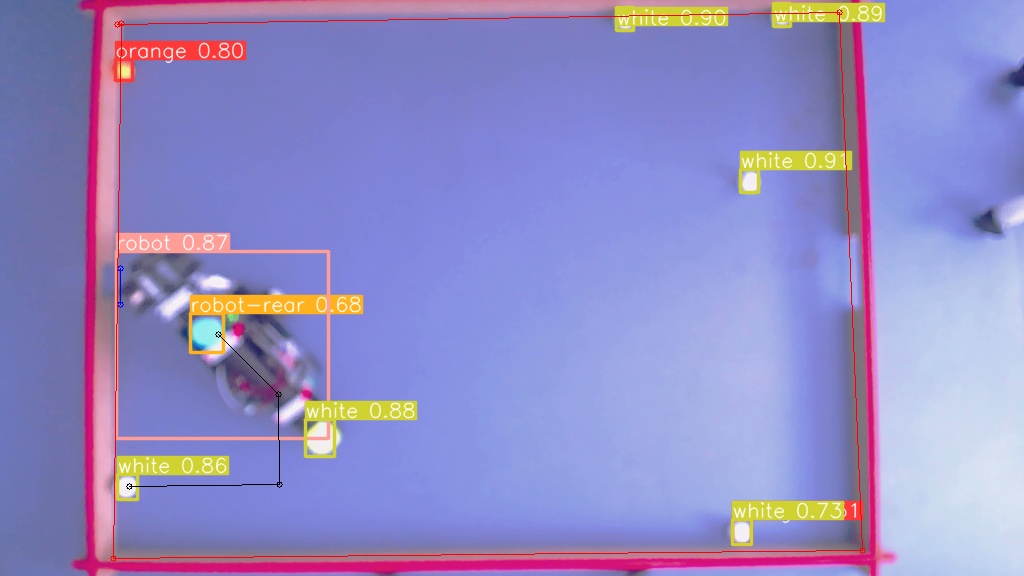 white 0.90
white 0.89
orange 0.80
white 0.91
robot 0.87
robot-rear 0.68
white 0.88
white 0.86
white 0.73